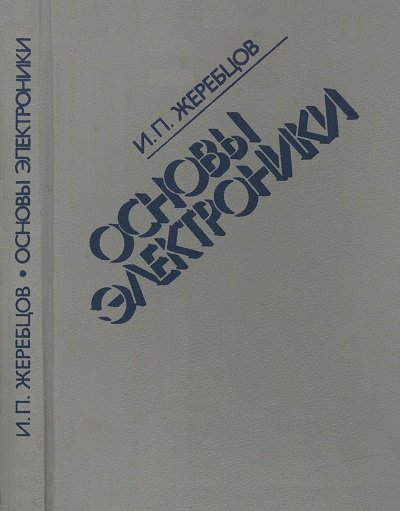 И.П. ЖЕРЕБЦОВ • ОСНОВЫ ЭЛЕКТРОНИКИ
И.П. ЖЕРЕБЦОВ
ОСНОВЫ
ЭЛЕКТРОНИКИ